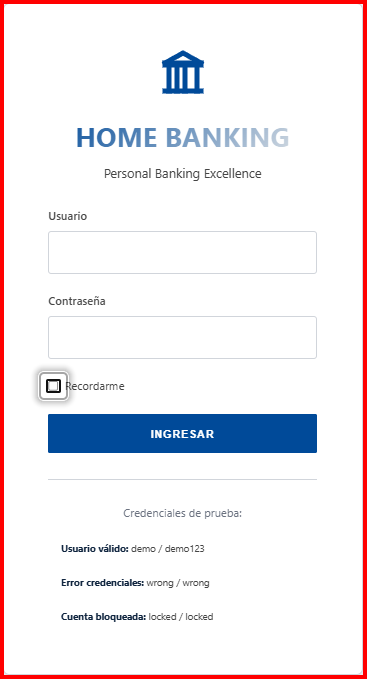 HOME BANKING
Personal Banking Excellence
Usuario
Contraseña
Recordarme
INGRESAR
Credenciales de prueba:
Usuario válido: demo / demo123
Error credenciales: wrong / wrong
Cuenta bloqueada: locked / locked